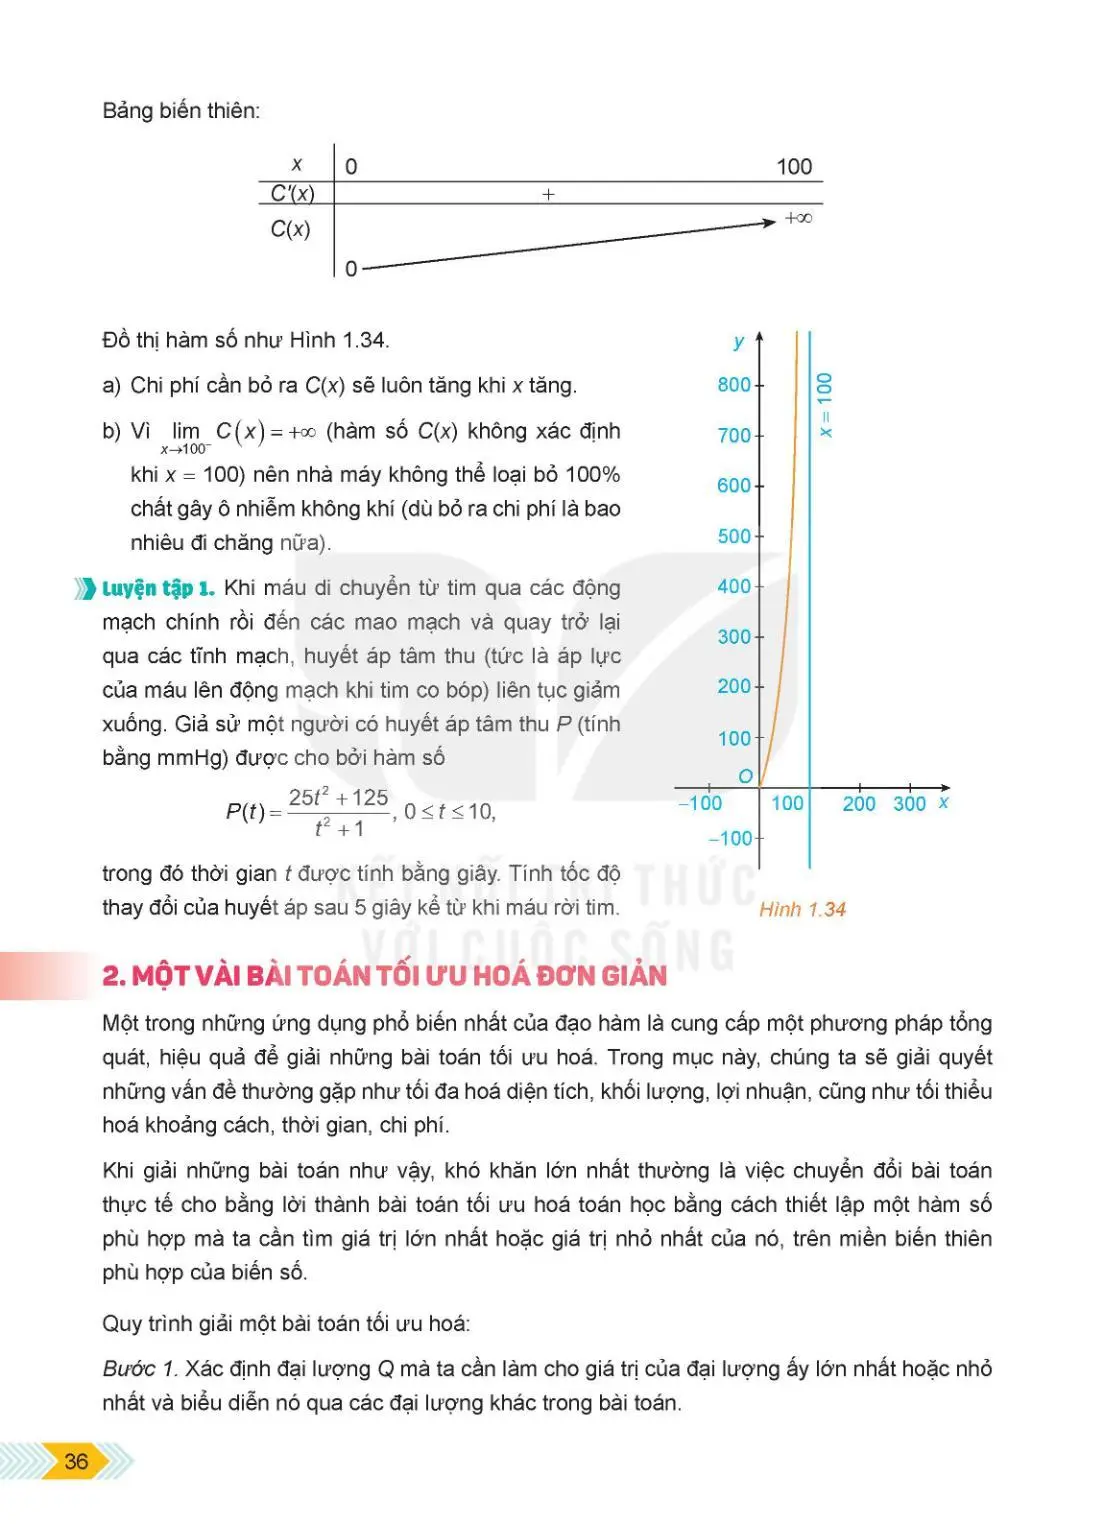 Bảng biến thiên:
x 0 100
C'(x) +
C(x) 0 +∞
Đồ thị hàm số như Hình 1.34.
a) Chi phí cần bỏ ra C(x) sẽ luôn tăng khi x tăng.
b) Vì lim C(x) = +∞ (hàm số C(x) không xác định
x→100⁻
khi x = 100) nên nhà máy không thể loại bỏ 100%
chất gây ô nhiễm không khí (dù bỏ ra chi phí là bao
nhiêu đi chăng nữa).
Luyện tập 1. Khi máu di chuyển từ tim qua các động
mạch chính rồi đến các mao mạch và quay trở lại
qua các tĩnh mạch, huyết áp tâm thu (tức là áp lực
của máu lên động mạch khi tim co bóp) liên tục giảm
xuống. Giả sử một người có huyết áp tâm thu P (tính
bằng mmHg) được cho bởi hàm số
P(t) = (25t² + 125)/(t² + 1), 0 ≤ t ≤ 10,
trong đó thời gian t được tính bằng giây. Tính tốc độ
thay đổi của huyết áp sau 5 giây kể từ khi máu rời tim.
y
800
700
600
500
400
300
200
100
O
–100 100 200 300 x
–100
x = 100
Hình 1.34
KẾT NỐI TRI THỨC
VỚI CUỘC SỐNG
2. MỘT VÀI BÀI TOÁN TỐI ƯU HOÁ ĐƠN GIẢN
Một trong những ứng dụng phổ biến nhất của đạo hàm là cung cấp một phương pháp tổng
quát, hiệu quả để giải những bài toán tối ưu hoá. Trong mục này, chúng ta sẽ giải quyết
những vấn đề thường gặp như tối đa hoá diện tích, khối lượng, lợi nhuận, cũng như tối thiểu
hoá khoảng cách, thời gian, chi phí.
Khi giải những bài toán như vậy, khó khăn lớn nhất thường là việc chuyển đổi bài toán
thực tế cho bằng lời thành bài toán tối ưu hoá toán học bằng cách thiết lập một hàm số
phù hợp mà ta cần tìm giá trị lớn nhất hoặc giá trị nhỏ nhất của nó, trên miền biến thiên
phù hợp của biến số.
Quy trình giải một bài toán tối ưu hoá:
Bước 1. Xác định đại lượng Q mà ta cần làm cho giá trị của đại lượng ấy lớn nhất hoặc nhỏ
nhất và biểu diễn nó qua các đại lượng khác trong bài toán.
36